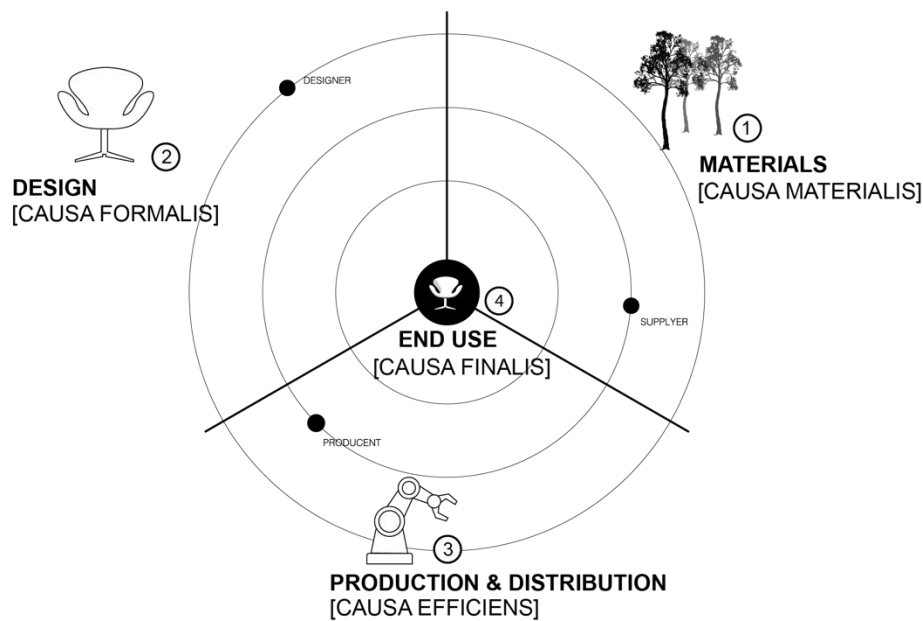 DESIGNER
1
MATERIALS
[CAUSA MATERIALIS]
2
DESIGN
[CAUSA FORMALIS]
4
END USE
[CAUSA FINALIS]
SUPPLYER
PRODUCENT
3
PRODUCTION & DISTRIBUTION
[CAUSA EFFICIENS]